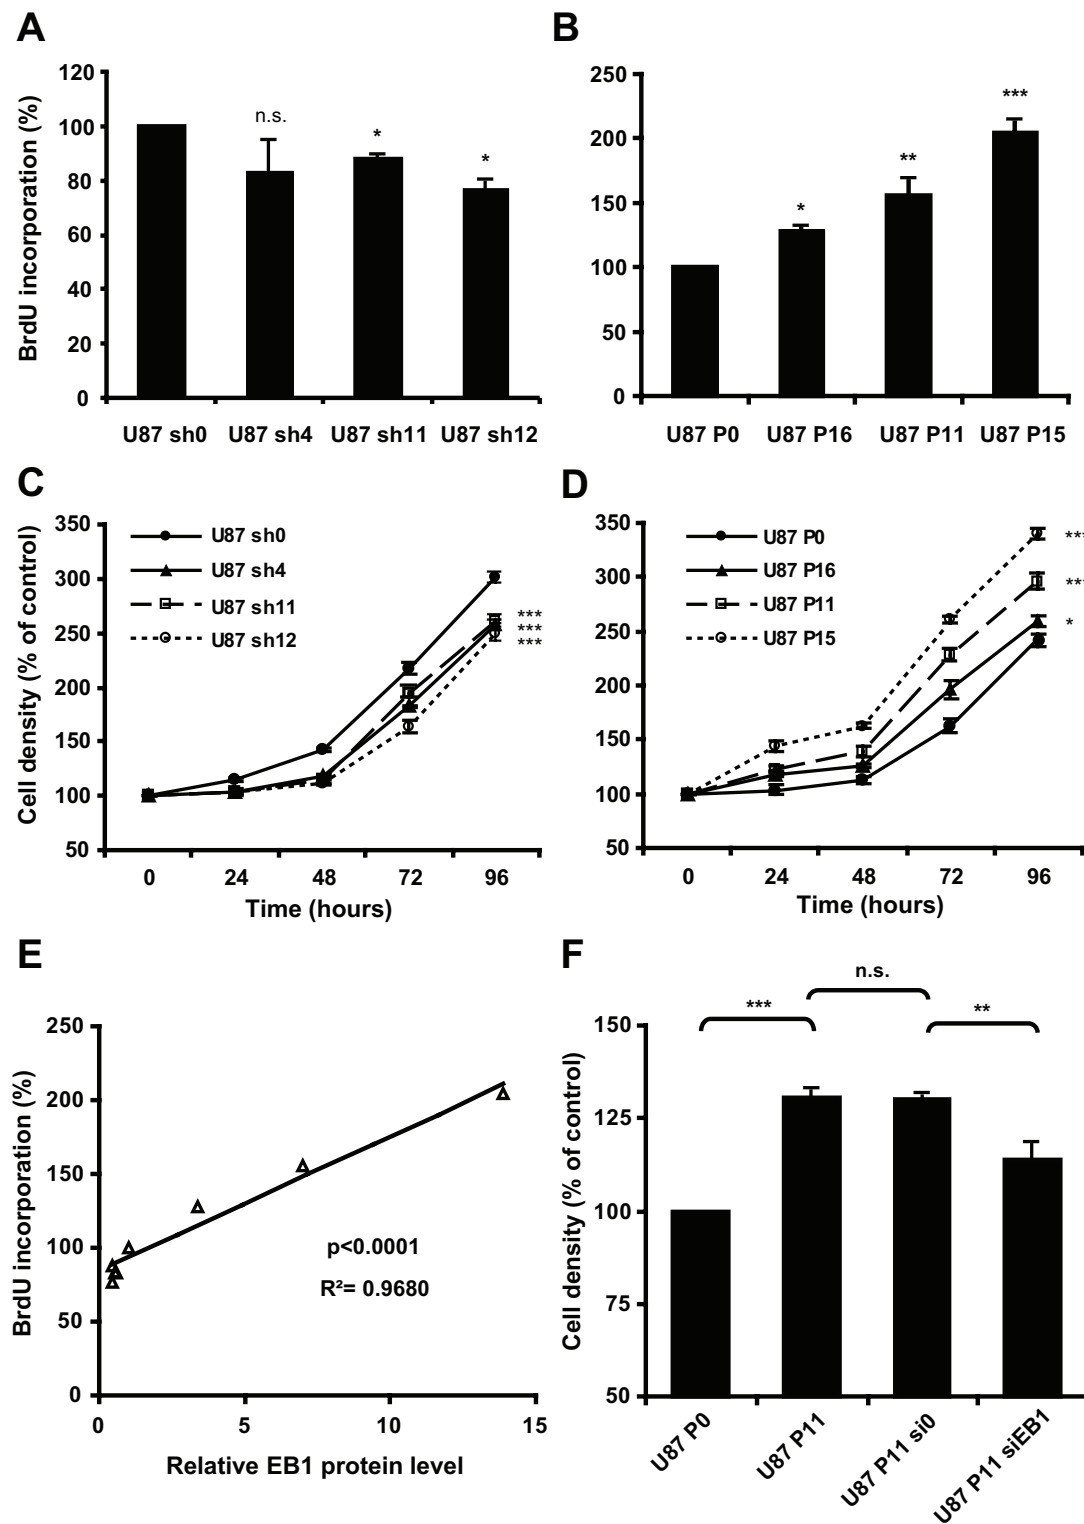 A
BrdU incorporation (%)
120
100
80
60
40
20
0
n.s.
*
*
U87 sh0 U87 sh4 U87 sh11 U87 sh12
B
250
200
150
100
50
0
*
**
***
U87 P0 U87 P16 U87 P11 U87 P15
C
Cell density (% of control)
350
300
250
200
150
100
50
U87 sh0
U87 sh4
U87 sh11
U87 sh12
***
***
***
0 24 48 72 96
Time (hours)
D
350
300
250
200
150
100
50
U87 P0
U87 P16
U87 P11
U87 P15
***
***
*
0 24 48 72 96
Time (hours)
E
BrdU incorporation (%)
250
200
150
100
50
0
p<0.0001
R²= 0.9680
0 5 10 15
Relative EB1 protein level
F
Cell density (% of control)
150
125
100
75
50
n.s.
***
**
U87 P0
U87 P11
U87 P11 si0
U87 P11 siEB1